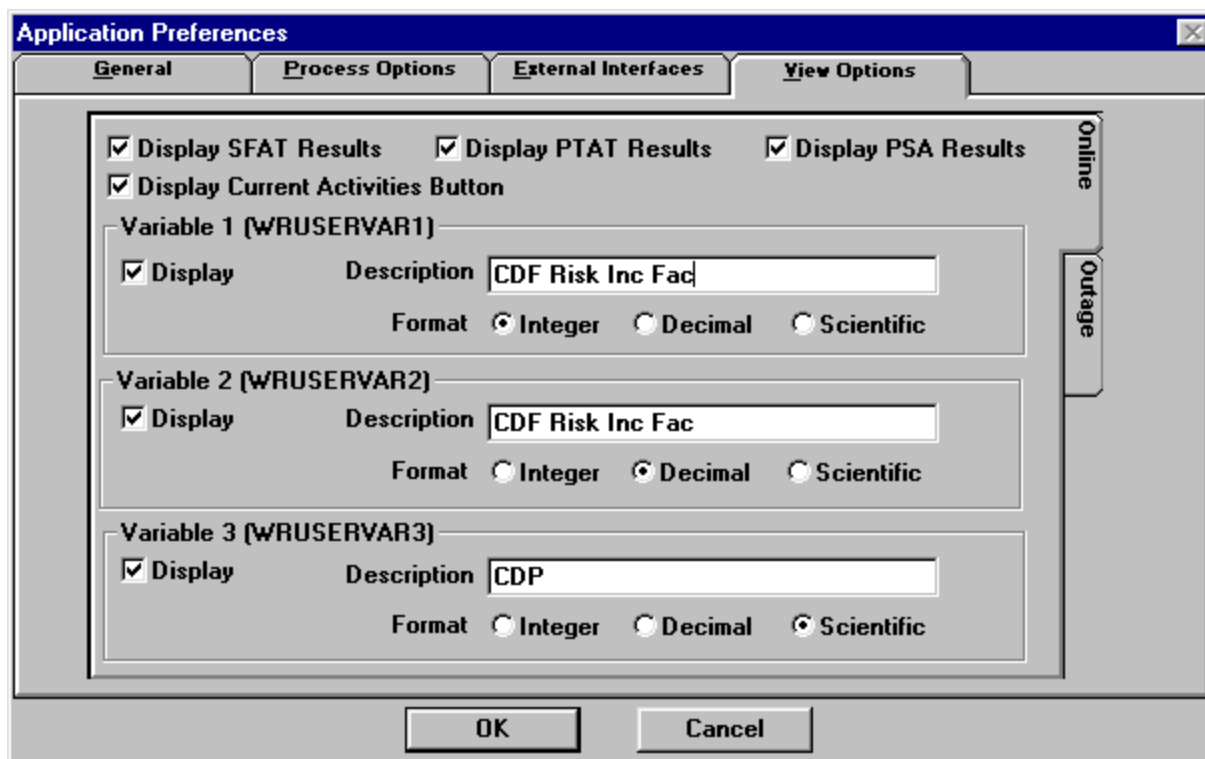 Application Preferences
General Process Options External Interfaces View Options
Display SFAT Results Display PTAT Results Display PSA Results
Display Current Activities Button
Online
Outage
Variable 1 (WRUSERVAR1)
Display Description CDF Risk Inc Fac
Format Integer Decimal Scientific
Variable 2 (WRUSERVAR2)
Display Description CDF Risk Inc Fac
Format Integer Decimal Scientific
Variable 3 (WRUSERVAR3)
Display Description CDP
Format Integer Decimal Scientific
OK Cancel